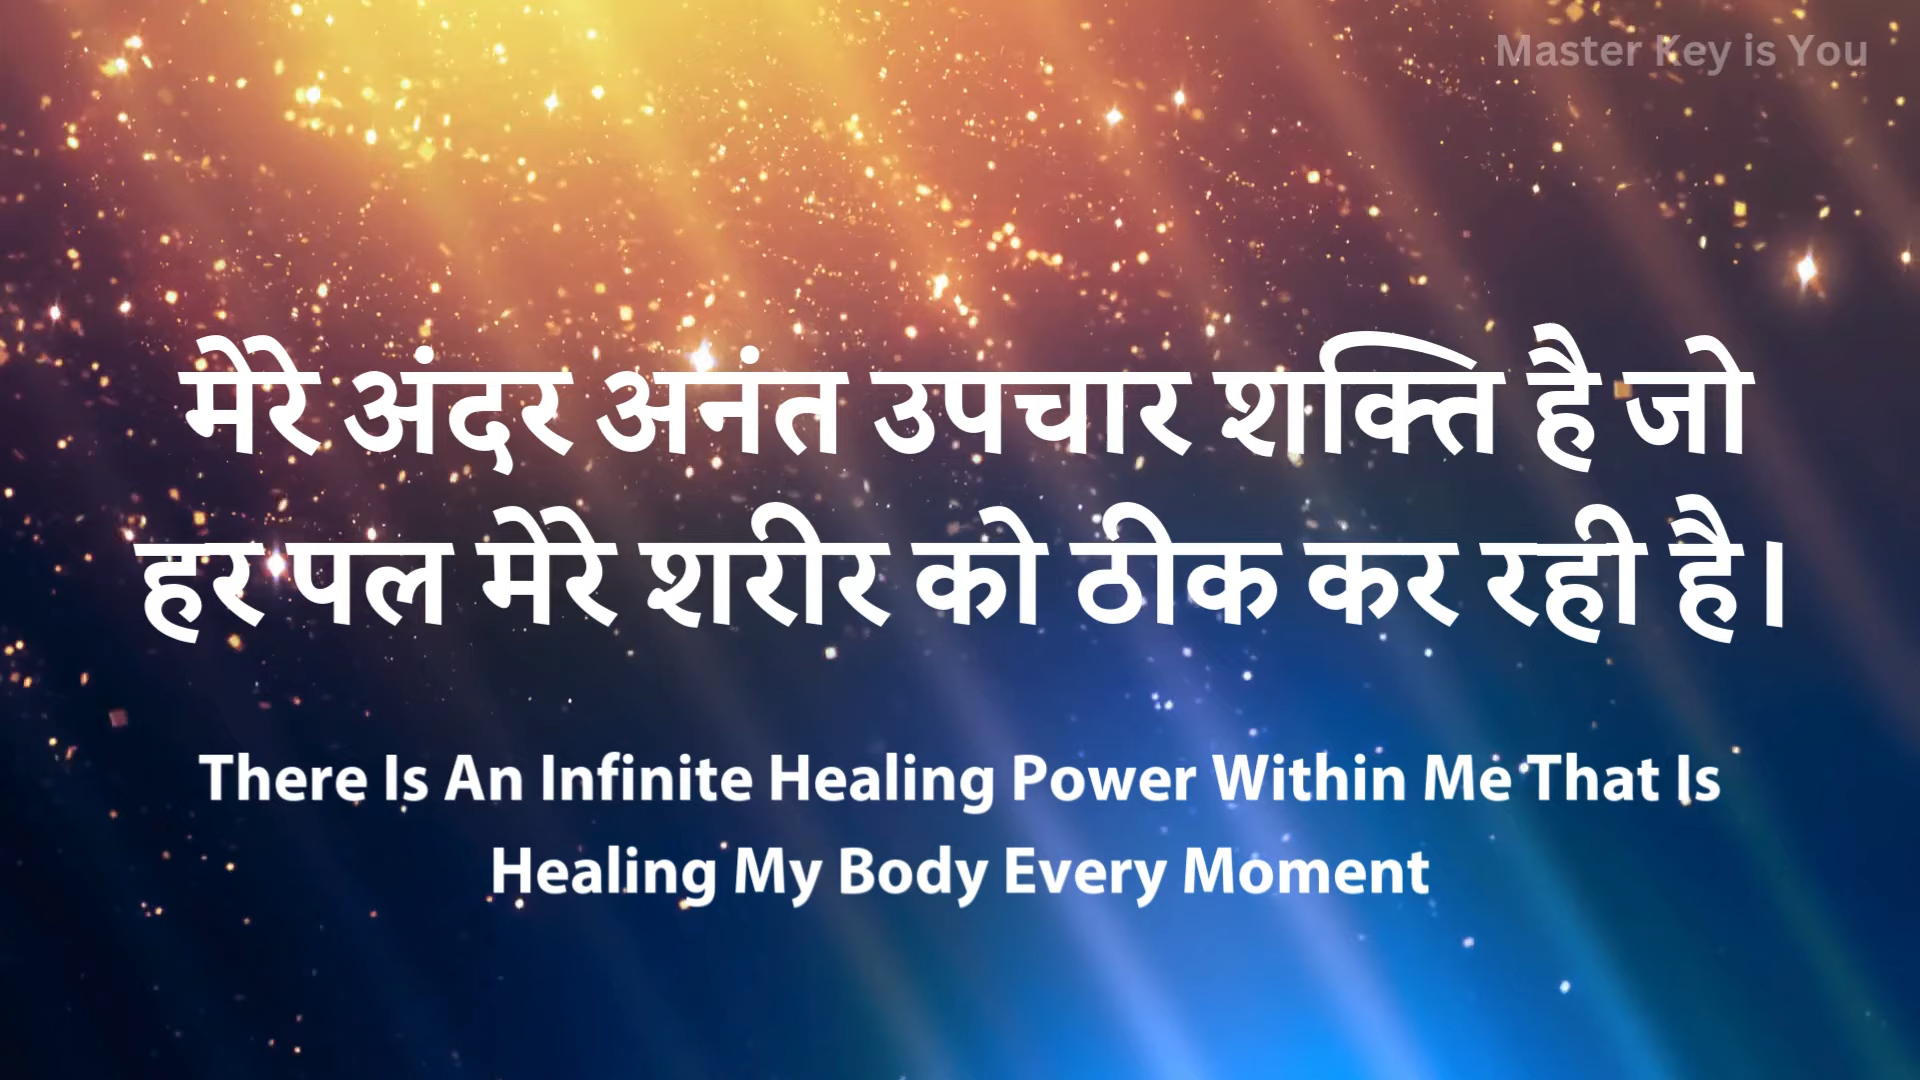 Master Key is You
मेरे अंदर अनंत उपचार शक्ति है जो
हर पल मेरे शरीर को ठीक कर रही है।
There Is An Infinite Healing Power Within Me That Is
Healing My Body Every Moment